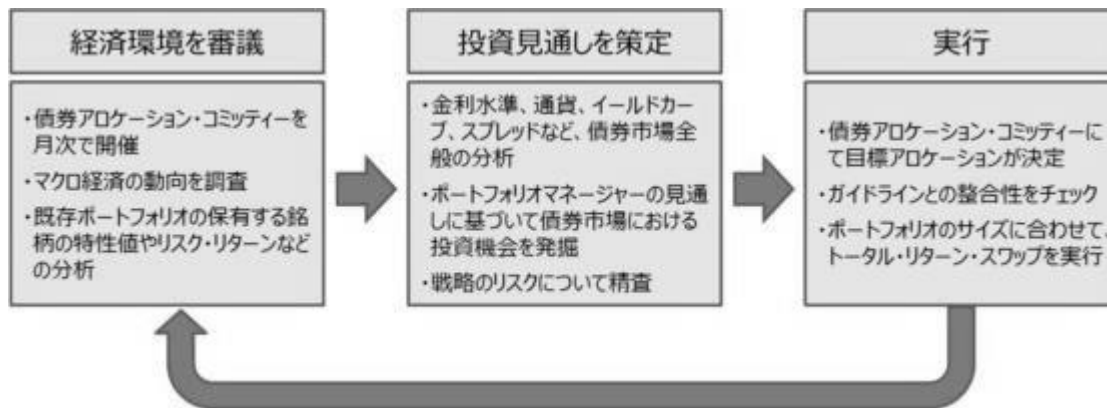 経済環境を審議
・債券アロケーション・コミッティーを
月次で開催
・マクロ経済の動向を調査
・既存ポートフォリオの保有する銘
柄の特性値やリスク・リターンなど
の分析
投資見通しを策定
・金利水準、通貨、イールドカー
ブ、スプレッドなど、債券市場全
般の分析
・ポートフォリオマネージャーの見通
しに基づいて債券市場における
投資機会を発掘
・戦略のリスクについて精査
実行
・債券アロケーション・コミッティーに
て目標アロケーションが決定
・ガイドラインとの整合性をチェック
・ポートフォリオのサイズに合わせて、
トータル・リターン・スワップを実行